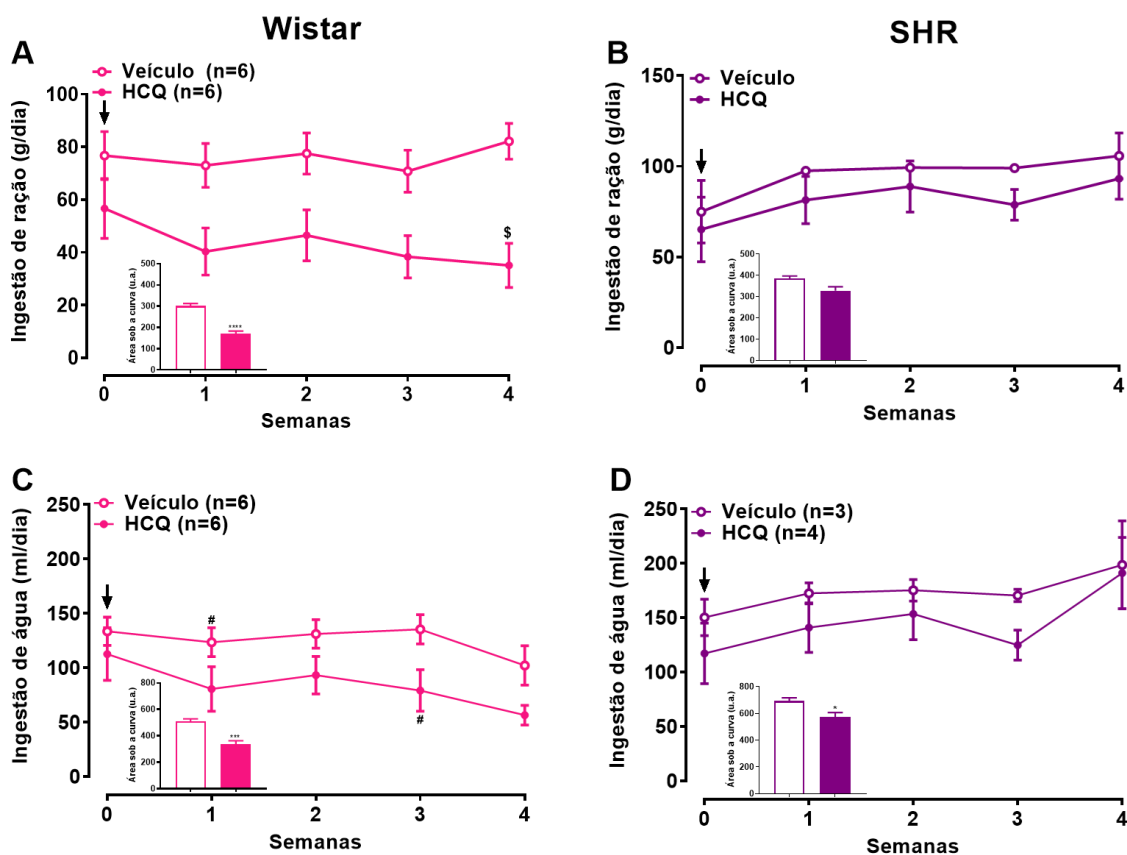 Wistar
SHR
A
Veículo (n=6)
HCQ (n=6)
Ingestão de ração (g/dia)
100
80
60
40
20
0
$
Área sob a curva (u.a.)
500
400
300
200
100
0
****
0 1 2 3 4
Semanas
B
Veículo
HCQ
Ingestão de ração (g/dia)
150
100
50
0
Área sob a curva (u.a.)
500
400
300
200
100
0
0 1 2 3 4
Semanas
C
Veículo (n=6)
HCQ (n=6)
Ingestão de água (ml/dia)
250
200
150
100
50
0
#
#
Área sob a curva (u.a.)
800
600
400
200
0
***
0 1 2 3 4
Semanas
D
Veículo (n=3)
HCQ (n=4)
Ingestão de água (ml/dia)
250
200
150
100
50
0
Área sob a curva (u.a.)
800
600
400
200
0
*
0 1 2 3 4
Semanas